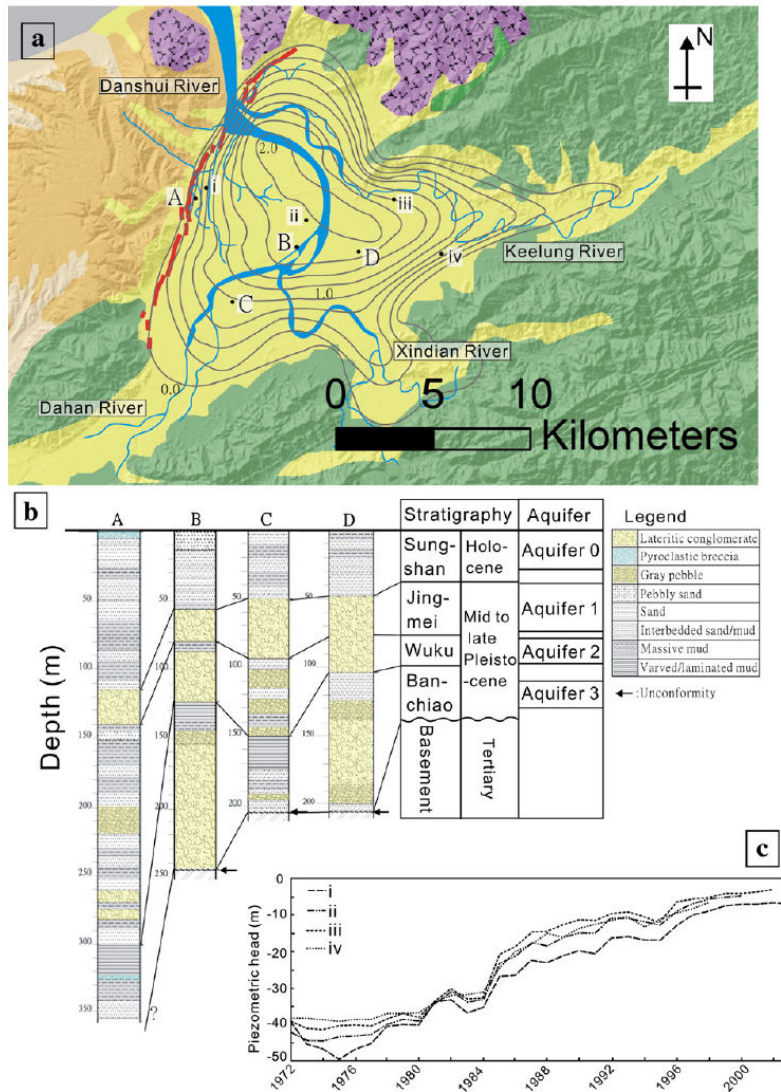 a
N
Danshui River
2.0
A
i
ii
iii
B
D
iv
Keelung River
C
1.0
Xindian River
0.0
Dahan River
0 5 10
Kilometers
b
A B C D
Stratigraphy Aquifer
Sung-
shan
Holo-
cene
Aquifer 0
Jing-
mei
Mid to
late
Pleisto
-cene
Aquifer 1
Wuku
Aquifer 2
Ban-
chiao
Aquifer 3
Basement
Tertiary
Legend
Lateritic conglomerate
Pyroclastic breccia
Gray pebble
Pebbly sand
Sand
Interbedded sand/mud
Massive mud
Varved/laminated mud
:Unconformity
Depth (m)
50
100
150
200
250
300
350
?
50
100
150
200
250
50
100
150
200
50
100
150
200
c
Piezometric head (m)
0
-10
-20
-30
-40
-50
i
ii
iii
iv
1972 1976 1980 1984 1988 1992 1996 2000